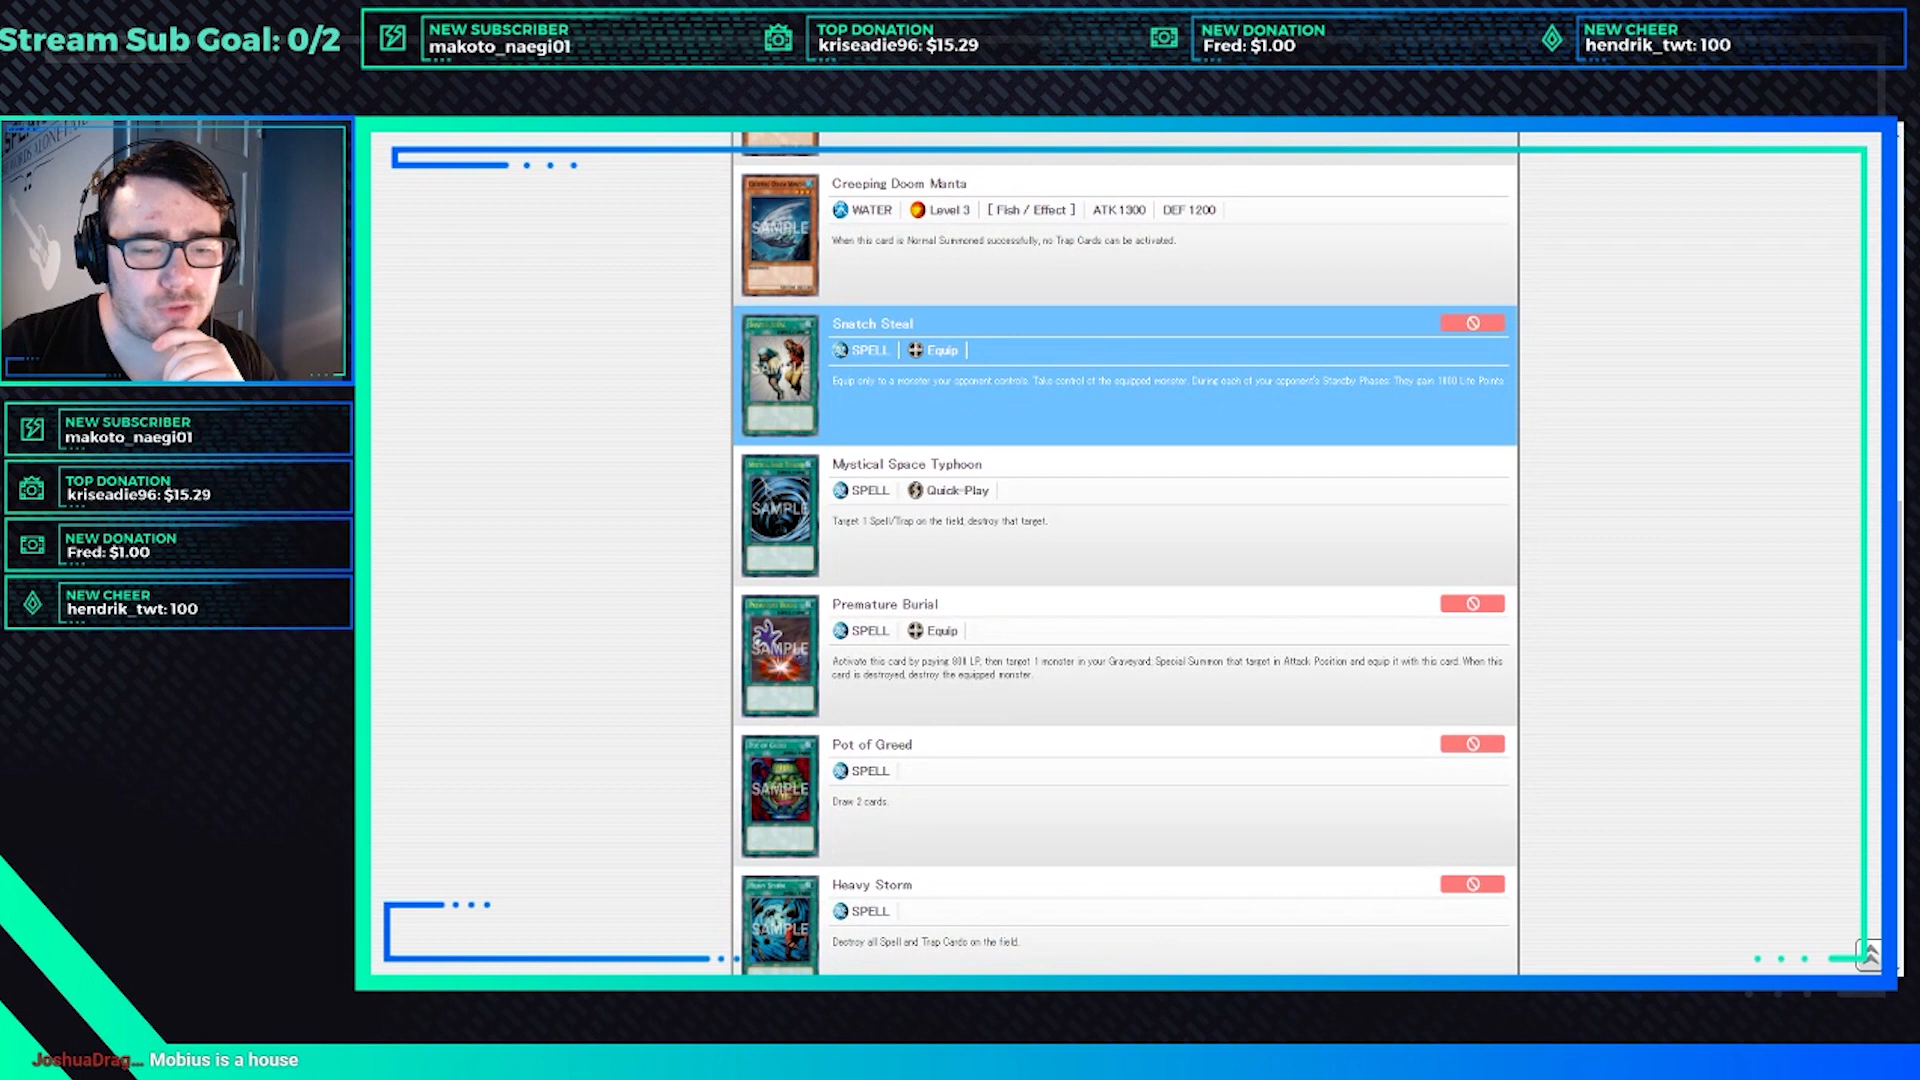 Stream Sub Goal: 0/2
NEW SUBSCRIBER
makoto_naegi01
TOP DONATION
kriseadie96: $15.29
NEW DONATION
Fred: $1.00
NEW CHEER
hendrik_twt: 100
NEW SUBSCRIBER
makoto_naegi01
TOP DONATION
kriseadie96: $15.29
NEW DONATION
Fred: $1.00
NEW CHEER
hendrik_twt: 100
Creeping Doom Manta
WATER Level 3 [ Fish / Effect ] ATK 1300 DEF 1200
When this card is Normal Summoned successfully, no Trap Cards can be activated.
SAMPLE
Snatch Steal
SPELL Equip
Equip only to a monster your opponent controls. Take control of the equipped monster. During each of your opponent's Standby Phases: They gain 1000 Life Points.
SAMPLE
Mystical Space Typhoon
SPELL Quick-Play
Target 1 Spell/Trap on the field; destroy that target.
SAMPLE
Premature Burial
SPELL Equip
Activate this card by paying 800 LP, then target 1 monster in your Graveyard; Special Summon that target in Attack Position and equip it with this card. When this
card is destroyed, destroy the equipped monster.
SAMPLE
Pot of Greed
SPELL
Draw 2 cards.
SAMPLE
Heavy Storm
SPELL
Destroy all Spell and Trap Cards on the field.
SAMPLE
JoshuaDrag... Mobius is a house